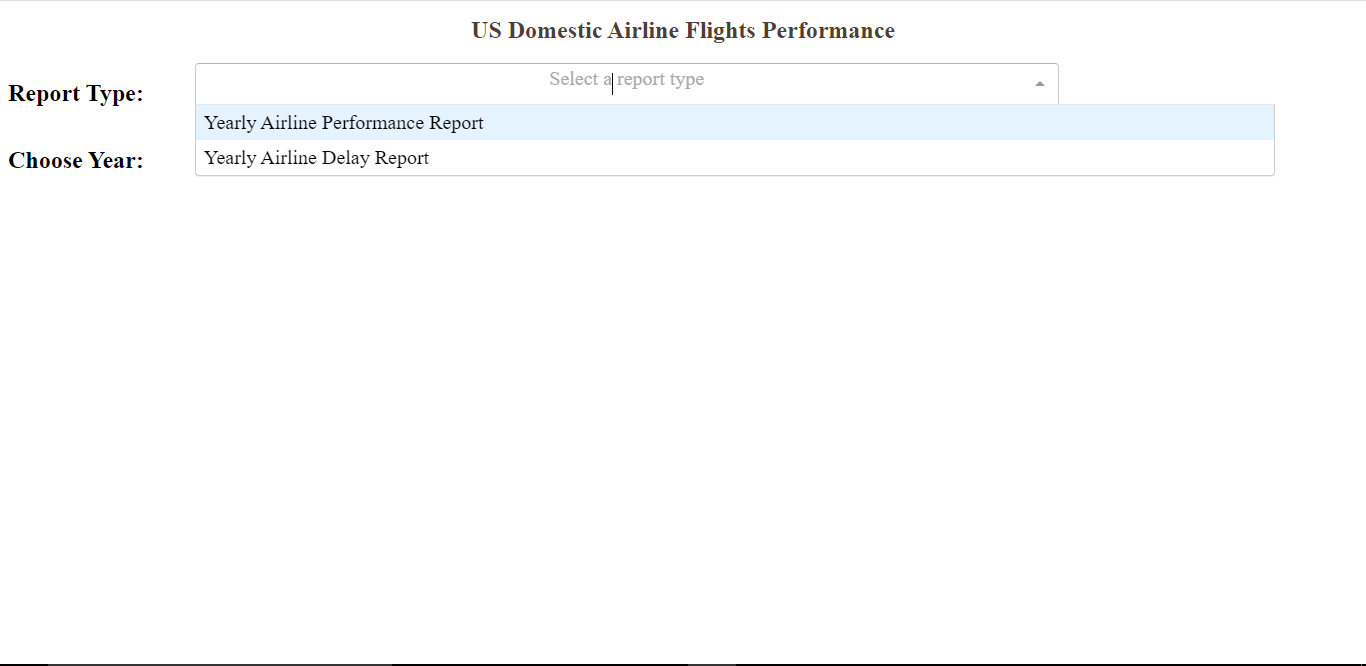 US Domestic Airline Flights Performance
Report Type:
Select a report type
Yearly Airline Performance Report
Choose Year:
Yearly Airline Delay Report